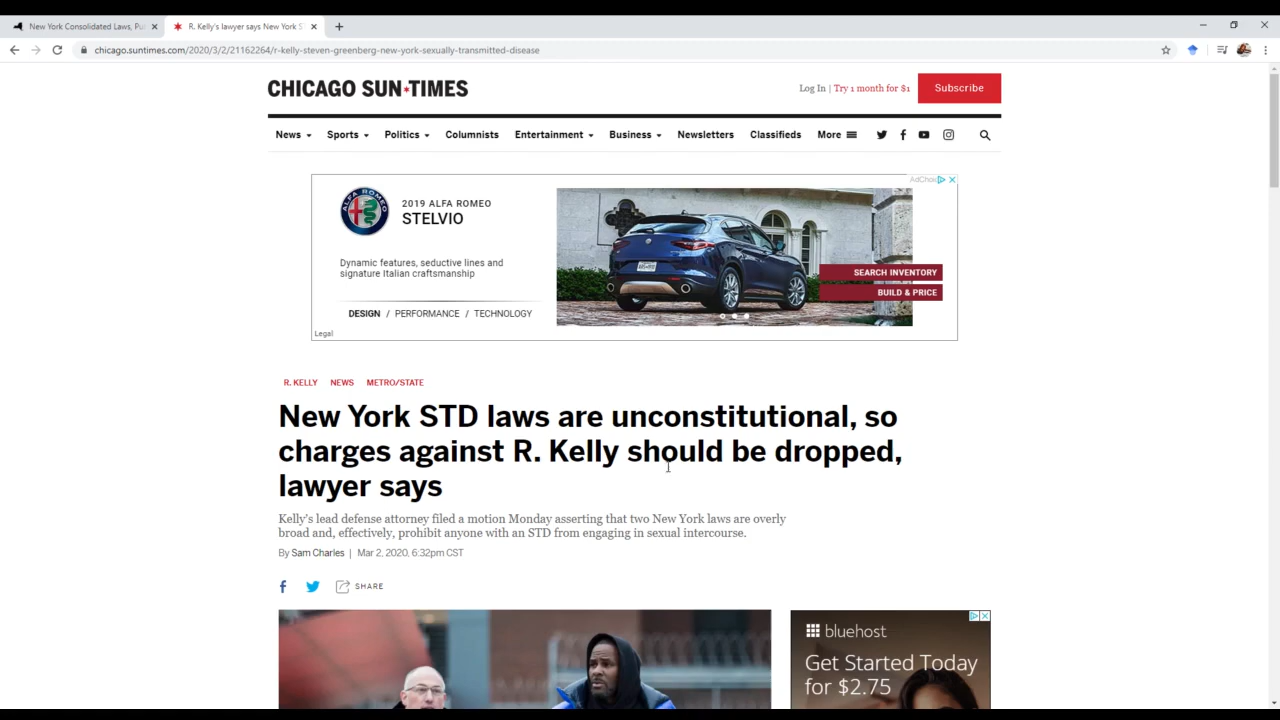 New York Consolidated Laws, Pu
R. Kelly's lawyer says New York S
chicago.suntimes.com/2020/3/2/21162264/r-kelly-steven-greenberg-new-york-sexually-transmitted-disease
CHICAGO SUN*TIMES
Log In | Try 1 month for $1
Subscribe
News Sports Politics Columnists Entertainment Business Newsletters Classifieds More
ALFA ROMEO
2019 ALFA ROMEO
STELVIO
Dynamic features, seductive lines and
signature Italian craftsmanship
DESIGN / PERFORMANCE / TECHNOLOGY
Legal
SEARCH INVENTORY
BUILD & PRICE
R. KELLY NEWS METRO/STATE
New York STD laws are unconstitutional, so
charges against R. Kelly should be dropped,
lawyer says
Kelly's lead defense attorney filed a motion Monday asserting that two New York laws are overly
broad and, effectively, prohibit anyone with an STD from engaging in sexual intercourse.
By Sam Charles | Mar 2, 2020, 6:32pm CST
SHARE
bluehost
Get Started Today
for $2.75